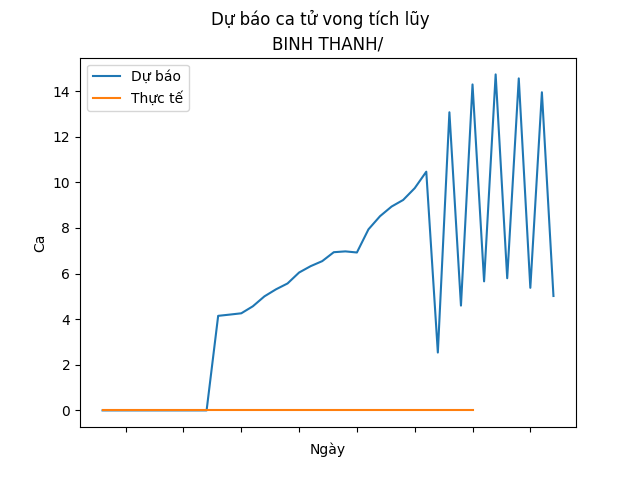 Dự báo ca tử vong tích lũy
BINH THANH/
Dự báo
Thực tế
14
12
10
8
6
4
2
0
Ca
Ngày